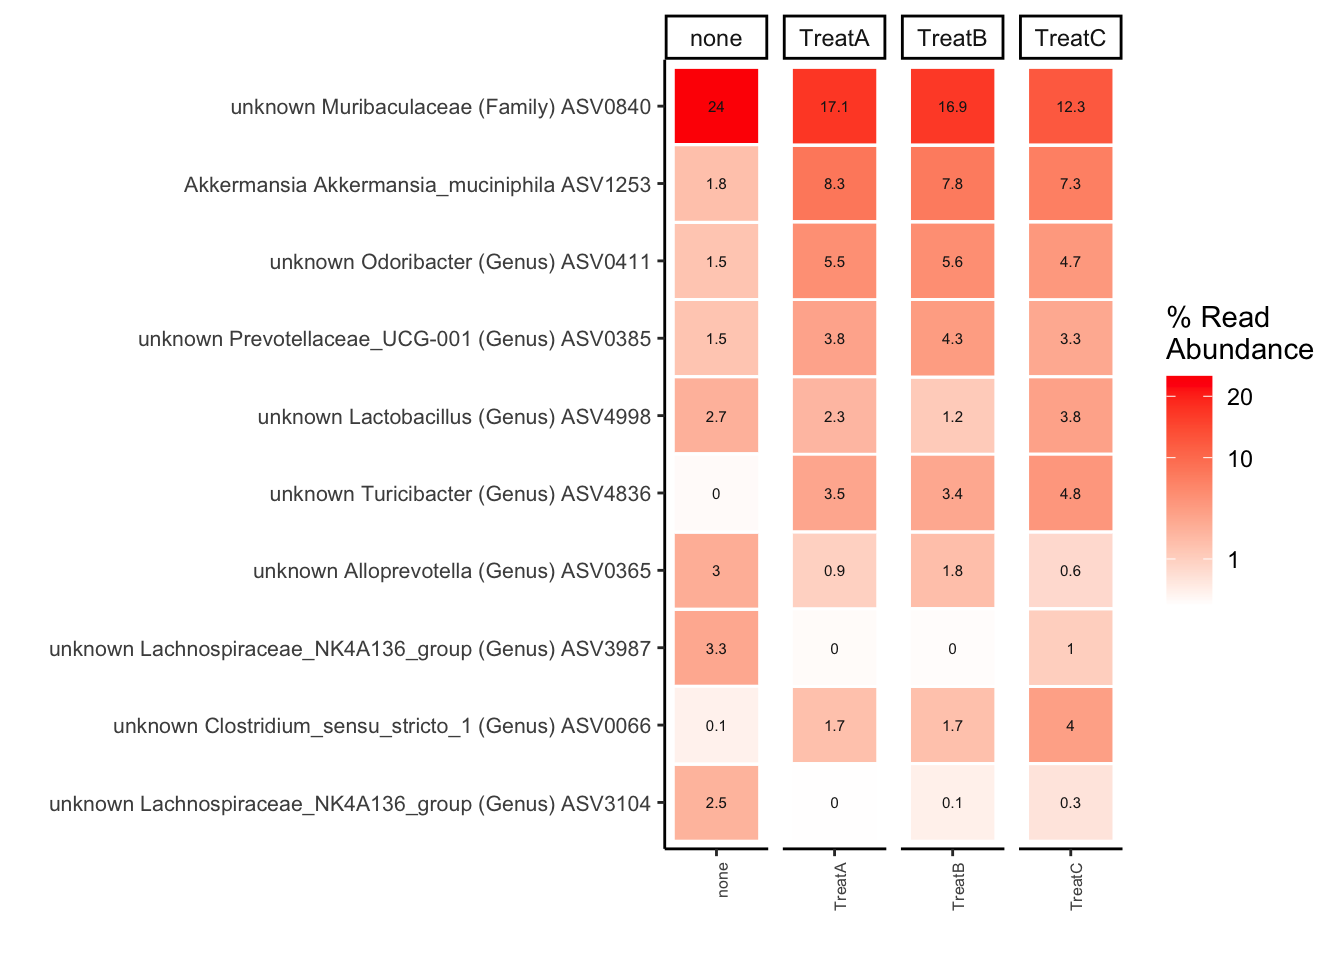 none TreatA TreatB TreatC
unknown Muribaculaceae (Family) ASV0840 24 17.1 16.9 12.3
Akkermansia Akkermansia_muciniphila ASV1253 1.8 8.3 7.8 7.3
unknown Odoribacter (Genus) ASV0411 1.5 5.5 5.6 4.7
unknown Prevotellaceae_UCG-001 (Genus) ASV0385 1.5 3.8 4.3 3.3
unknown Lactobacillus (Genus) ASV4998 2.7 2.3 1.2 3.8
unknown Turicibacter (Genus) ASV4836 0 3.5 3.4 4.8
unknown Alloprevotella (Genus) ASV0365 3 0.9 1.8 0.6
unknown Lachnospiraceae_NK4A136_group (Genus) ASV3987 3.3 0 0 1
unknown Clostridium_sensu_stricto_1 (Genus) ASV0066 0.1 1.7 1.7 4
unknown Lachnospiraceae_NK4A136_group (Genus) ASV3104 2.5 0 0.1 0.3
none TreatA TreatB TreatC
% Read
Abundance
20
10
1